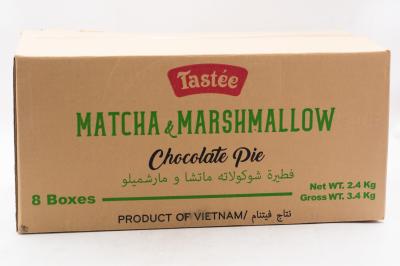 Tastée
MATCHA & MARSHMALLOW
Chocolate Pie
فطيرة شوكولاته ماتشا و مارشميلو
8 Boxes
Net WT. 2.4 Kg
Gross WT. 3.4 Kg
PRODUCT OF VIETNAM/ نتاج فيتنام